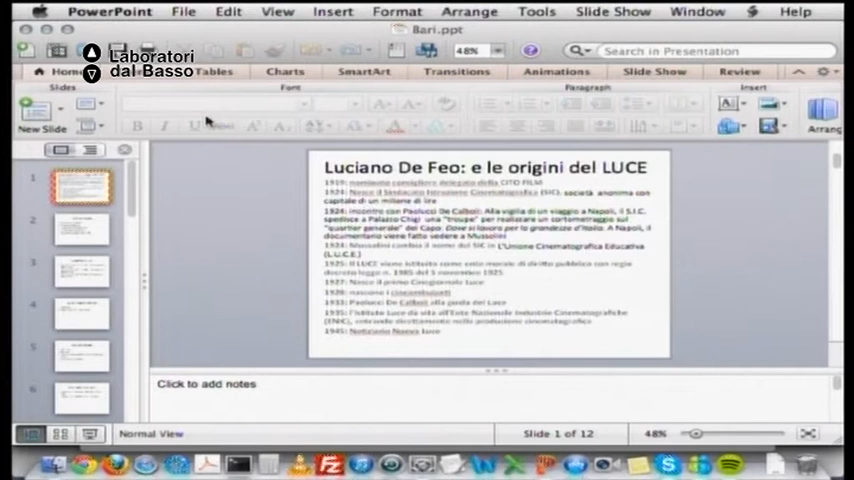 PowerPoint File Edit View Insert Format Arrange Tools Slide Show Window Help
Bari.ppt
Laboratori
dal Basso
48%
Search in Presentation
Home Tables Charts SmartArt Transitions Animations Slide Show Review
Slides Font Paragraph Insert
New Slide
Arrang
B I U
1
2
3
4
5
6
Luciano De Feo: e le origini del LUCE
1919: nominato consigliere delegato della CITO FILM
1924: Nasce il Sindacato Istruzione Cinematografica (SIC), società anonima con
capitale di un milione di lire
1924: incontro con Paolucci De Calboli. Alla vigilia di un viaggio a Napoli, il S.I.C.
spedisce a Palazzo Chigi una "troupe" per realizzare un cortometraggio sul
"quartier generale" del Capo: Dove si lavora per la grandezza d'Italia. A Napoli, il
documentario viene fatto vedere a Mussolini
1924: Mussolini cambia il nome del SIC in L'Unione Cinematografica Educativa
(L.U.C.E.)
1925: Il LUCE viene istituito come ente morale di diritto pubblico con regio
decreto legge n. 1985 del 5 novembre 1925
1927: Nasce il primo Cinegiornale Luce
1928: nascono i cineambulanti
1933: Paolucci De Calboli alla guida del Luce
1935: l'Istituto Luce dà vita all'Ente Nazionale Industrie Cinematografiche
(ENIC), entrando direttamente nella produzione cinematografica
1945: Notiziario Nuova Luce
Click to add notes
Normal View Slide 1 of 12 48%